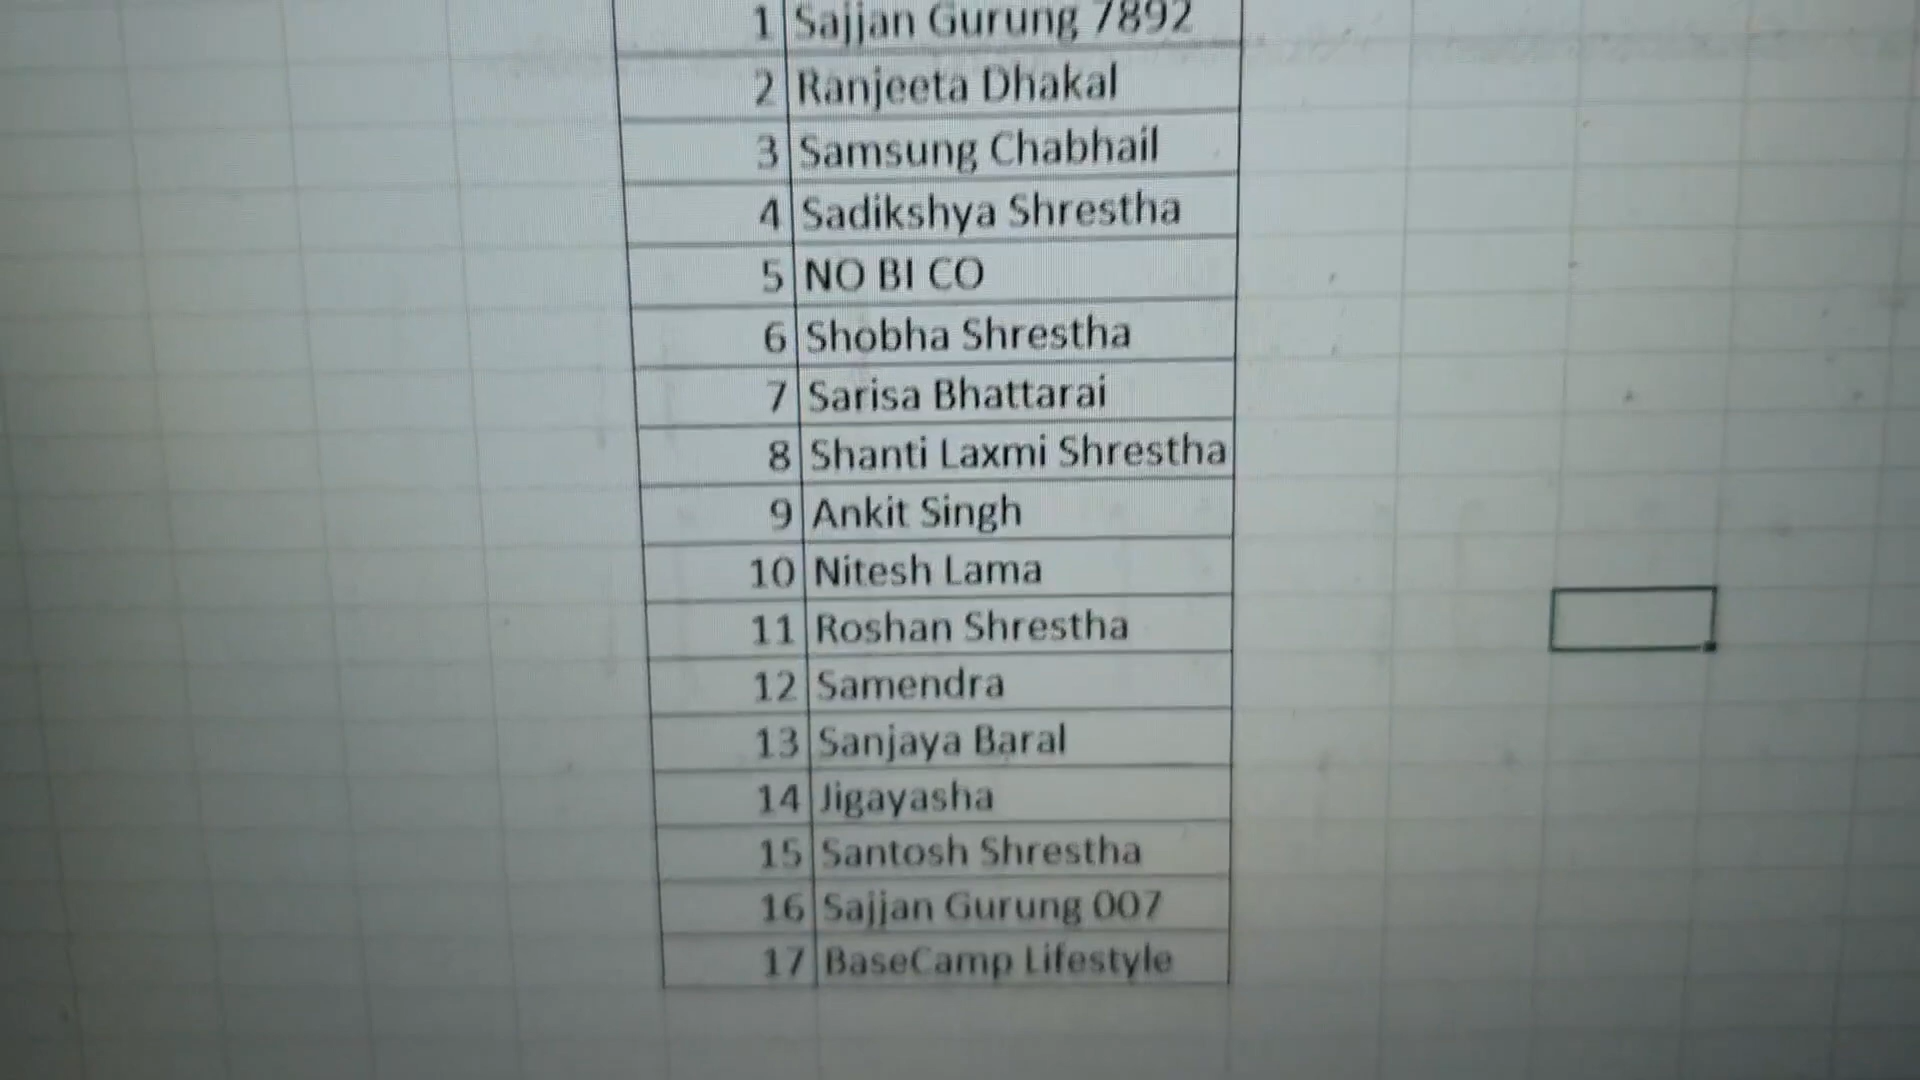 1 Sajjan Gurung 7892
2 Ranjeeta Dhakal
3 Samsung Chabhail
4 Sadikshya Shrestha
5 NO BI CO
6 Shobha Shrestha
7 Sarisa Bhattarai
8 Shanti Laxmi Shrestha
9 Ankit Singh
10 Nitesh Lama
11 Roshan Shrestha
12 Samendra
13 Sanjaya Baral
14 Jigayasha
15 Santosh Shrestha
16 Sajjan Gurung 007
17 BaseCamp Lifestyle